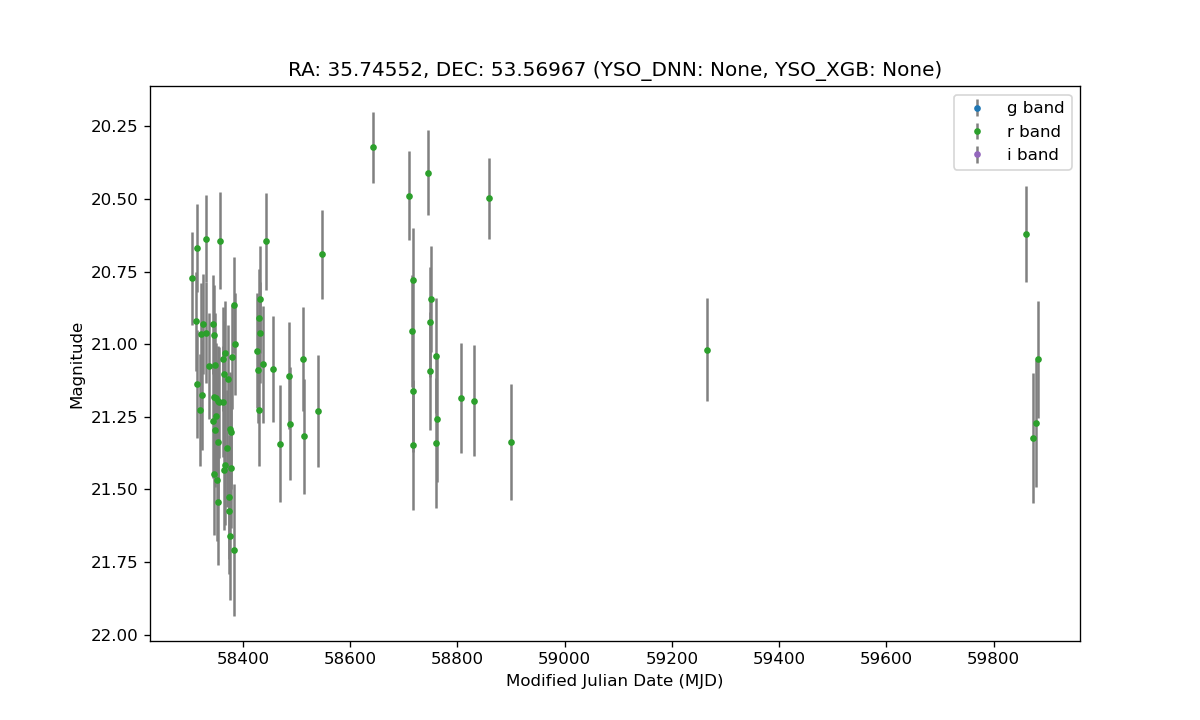 RA: 35.74552, DEC: 53.56967 (YSO_DNN: None, YSO_XGB: None)
g band
r band
i band
20.25
20.50
20.75
21.00
21.25
21.50
21.75
22.00
Magnitude
58400
58600
58800
59000
59200
59400
59600
59800
Modified Julian Date (MJD)